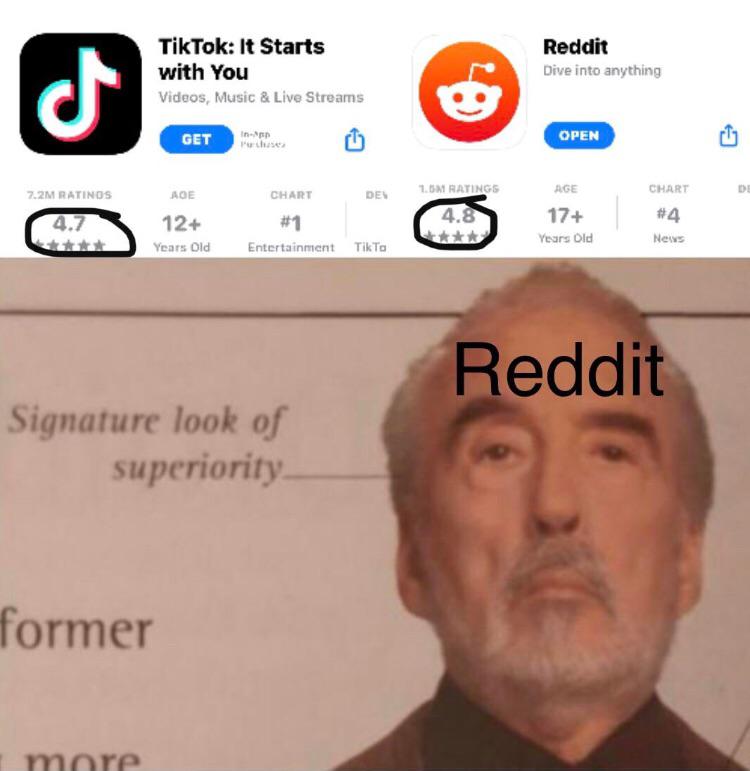 TikTok: It Starts
with You
Videos, Music & Live Streams
GET
In-App
Purchases
7.2M RATINGS
4.7
AGE
12+
Years Old
CHART
#1
Entertainment
DEV
TikTo
Reddit
Dive into anything
OPEN
1.5M RATINGS
4.8
AGE
17+
Years Old
CHART
#4
News
DE
Reddit
Signature look of
superiority
former
more